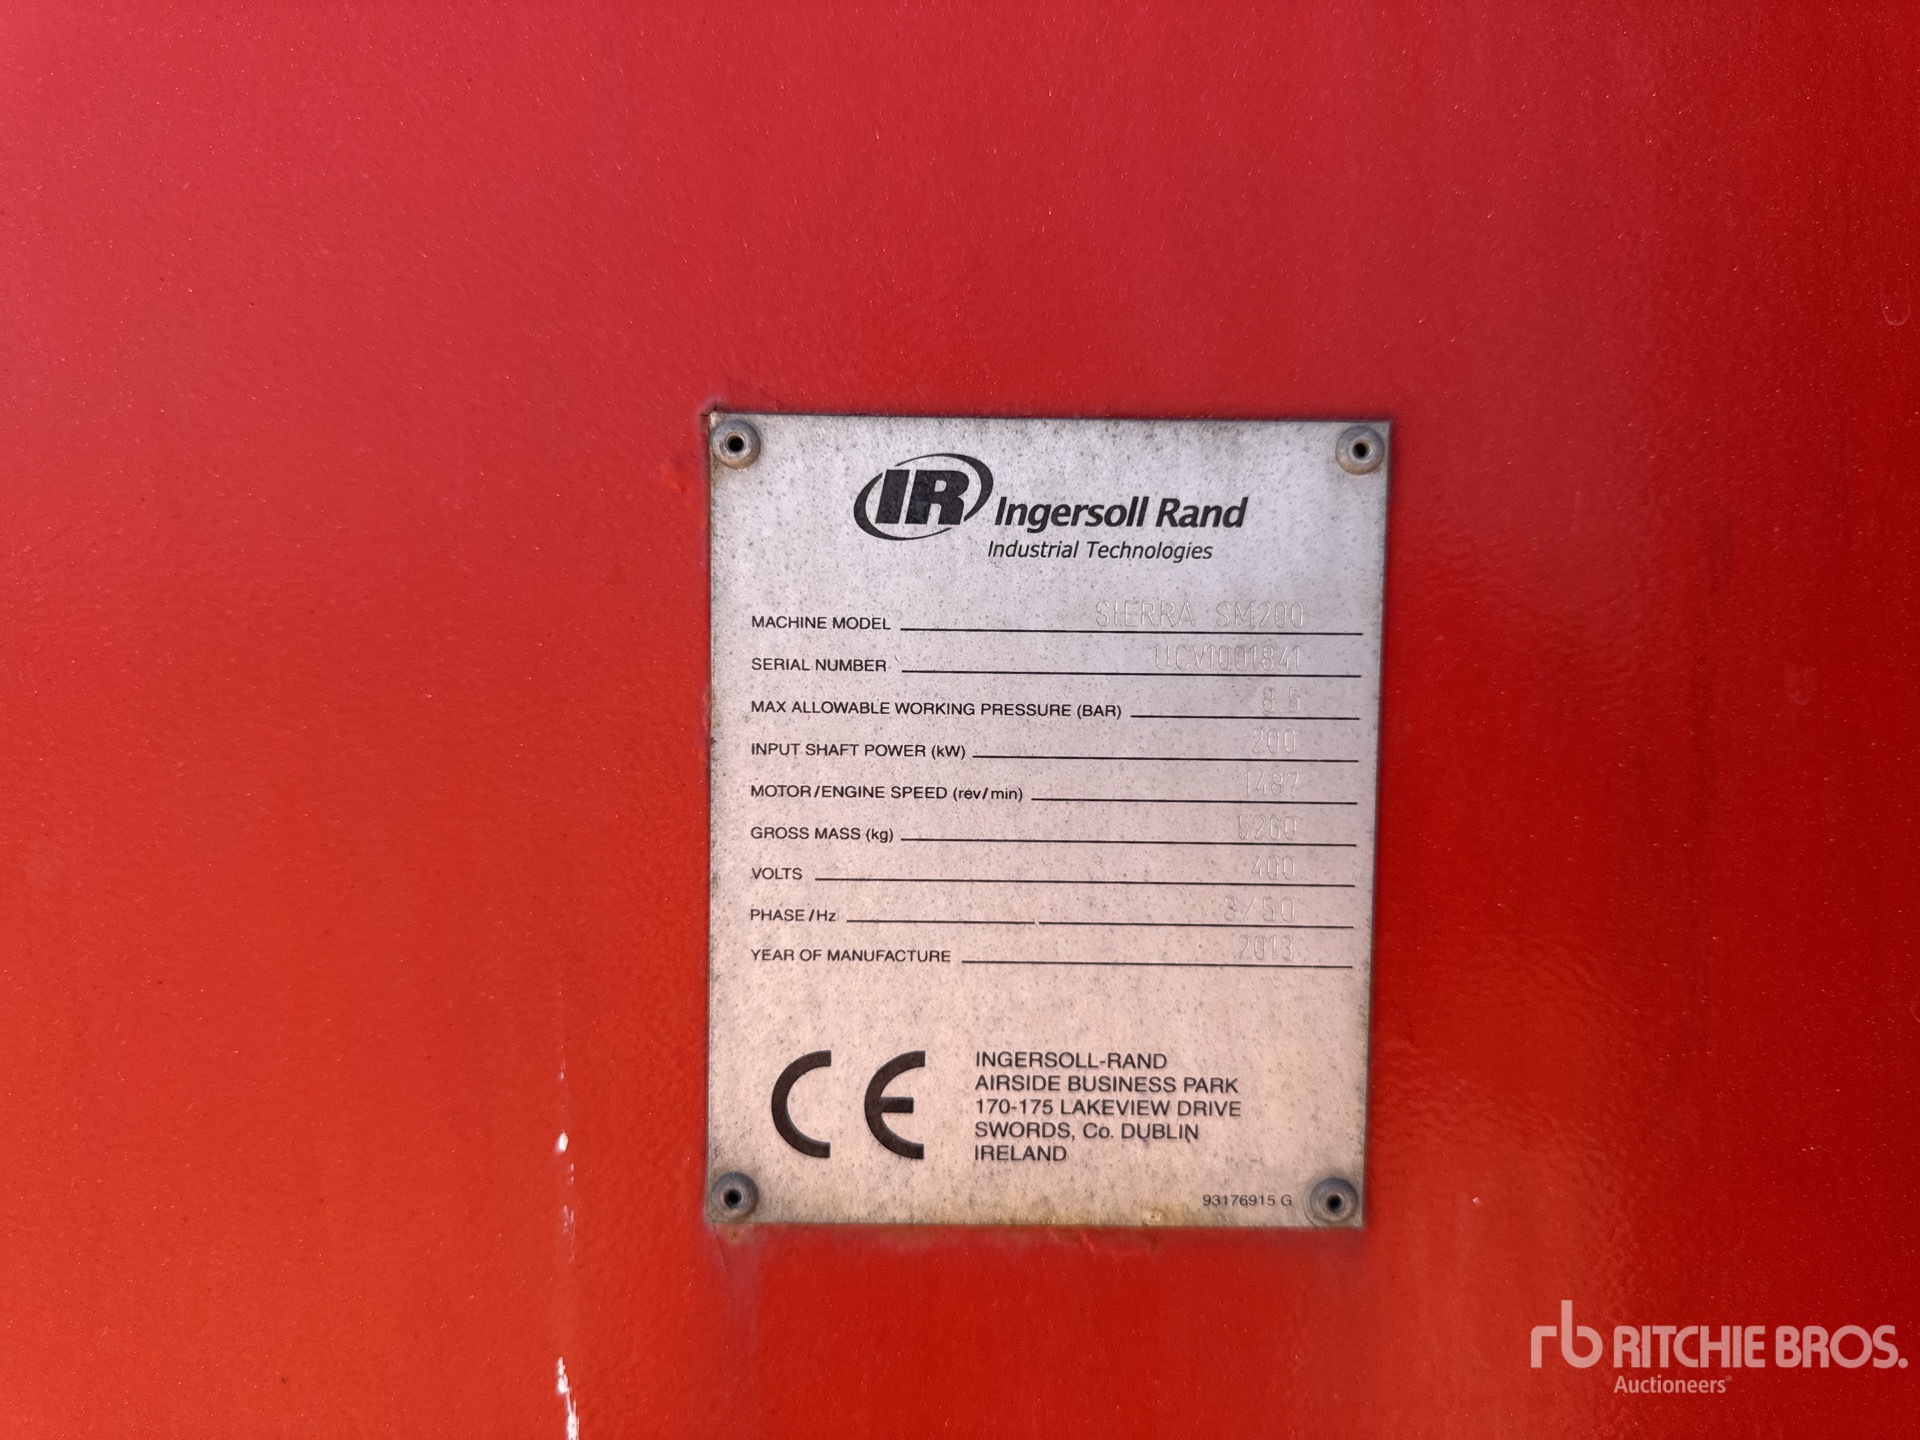 IR Ingersoll Rand
Industrial Technologies
MACHINE MODEL SIERRA SM200
SERIAL NUMBER UCV1001841
MAX ALLOWABLE WORKING PRESSURE (BAR) 8.5
INPUT SHAFT POWER (kW) 200
MOTOR/ENGINE SPEED (rev/min) 1487
GROSS MASS (kg) 5260
VOLTS 400
PHASE/Hz 3/50
YEAR OF MANUFACTURE 2013
CE
INGERSOLL-RAND
AIRSIDE BUSINESS PARK
170-175 LAKEVIEW DRIVE
SWORDS, Co. DUBLIN
IRELAND
93176915 G
rb RITCHIE BROS.
Auctioneers